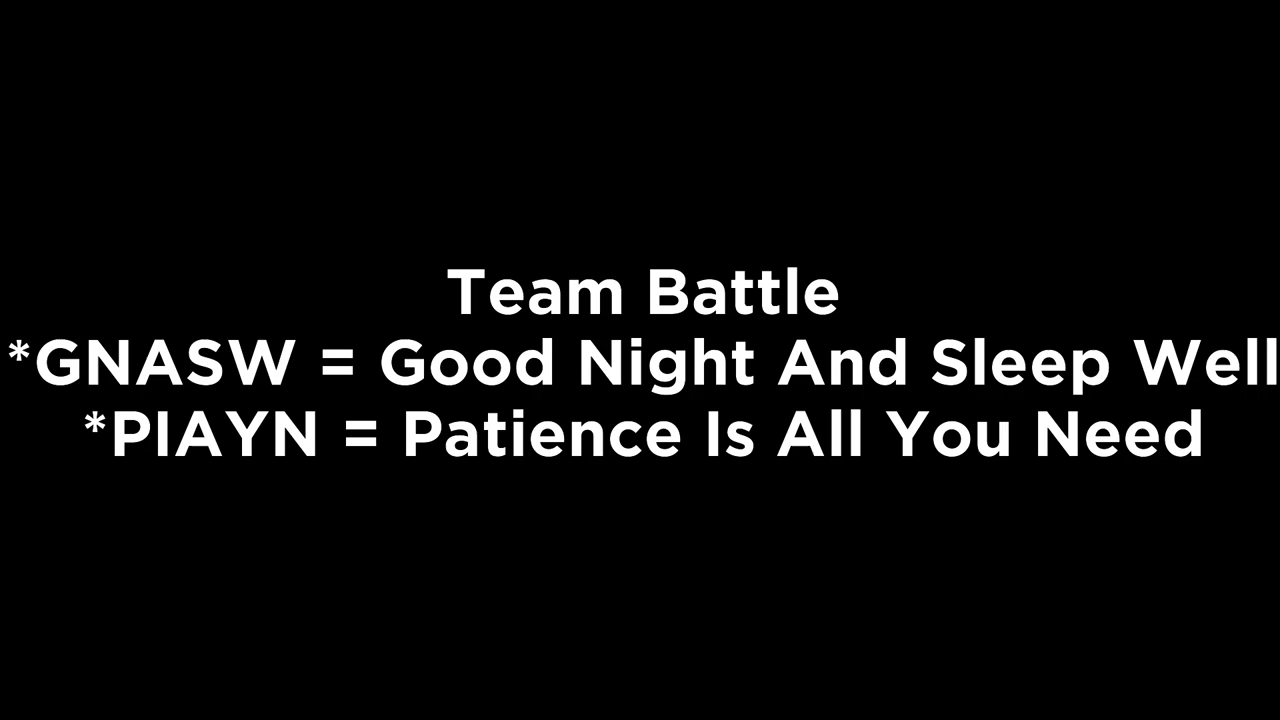 Team Battle
*GNASW = Good Night And Sleep Well
*PIAYN = Patience Is All You Need